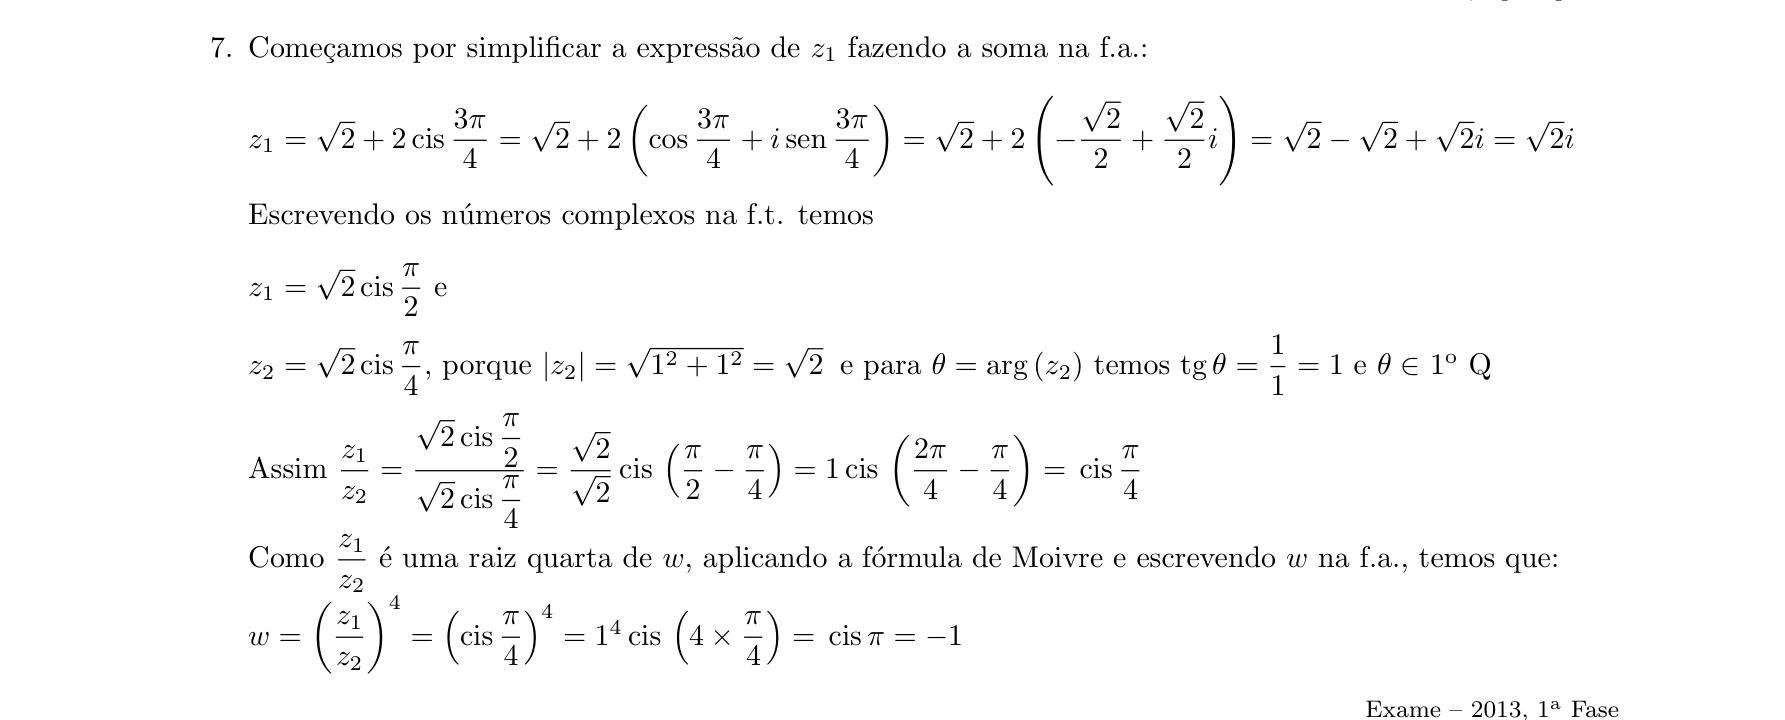 7. Começamos por simplificar a expressão de z₁ fazendo a soma na f.a.:
z₁ = √2 + 2 cis 3π/4 = √2 + 2 (cos 3π/4 + i sen 3π/4) = √2 + 2 (−√2/2 + √2/2 i) = √2 − √2 + √2i = √2i
Escrevendo os números complexos na f.t. temos
z₁ = √2 cis π/2 e
z₂ = √2 cis π/4, porque |z₂| = √(1² + 1²) = √2 e para θ = arg (z₂) temos tg θ = 1/1 = 1 e θ ∈ 1º Q
Assim z₁/z₂ = (√2 cis π/2)/(√2 cis π/4) = √2/√2 cis (π/2 − π/4) = 1 cis (2π/4 − π/4) = cis π/4
Como z₁/z₂ é uma raiz quarta de w, aplicando a fórmula de Moivre e escrevendo w na f.a., temos que:
w = (z₁/z₂)⁴ = (cis π/4)⁴ = 1⁴ cis (4 × π/4) = cis π = −1
Exame – 2013, 1ª Fase